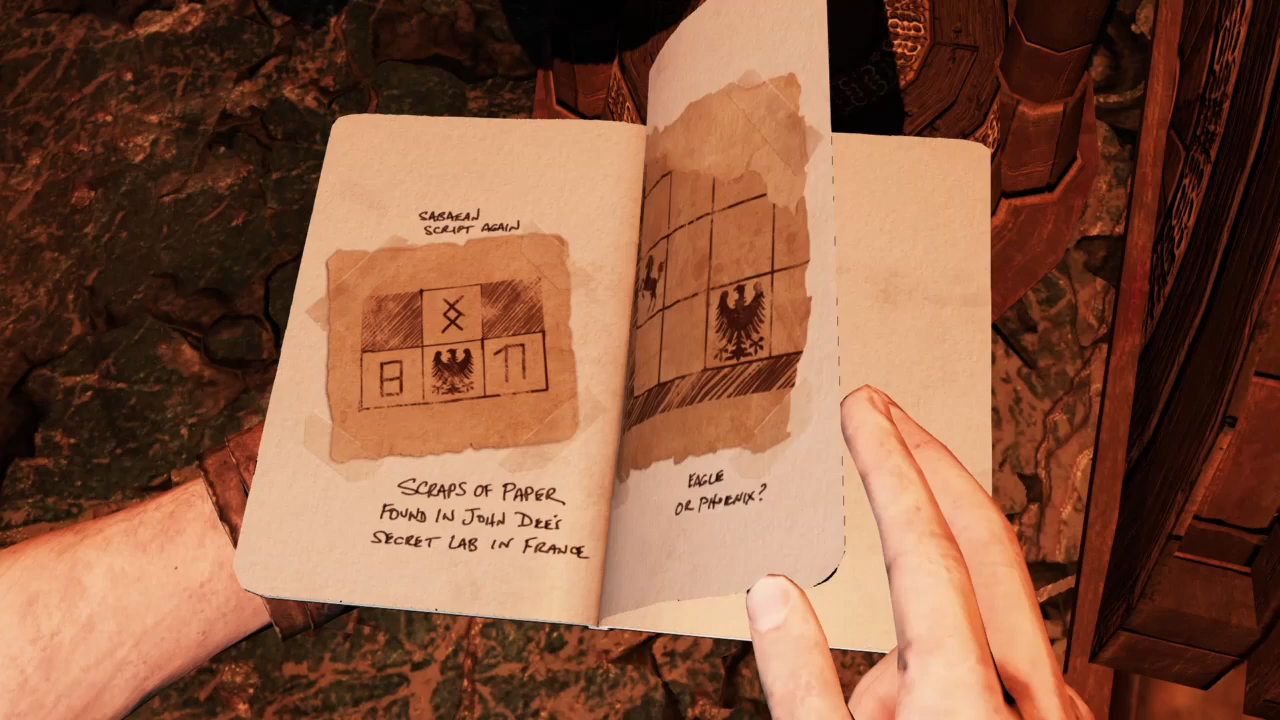 SABAEAN
SCRIPT AGAIN
SCRAPS OF PAPER
FOUND IN JOHN DEE'S
SECRET LAB IN FRANCE
EAGLE
OR PHOENIX?